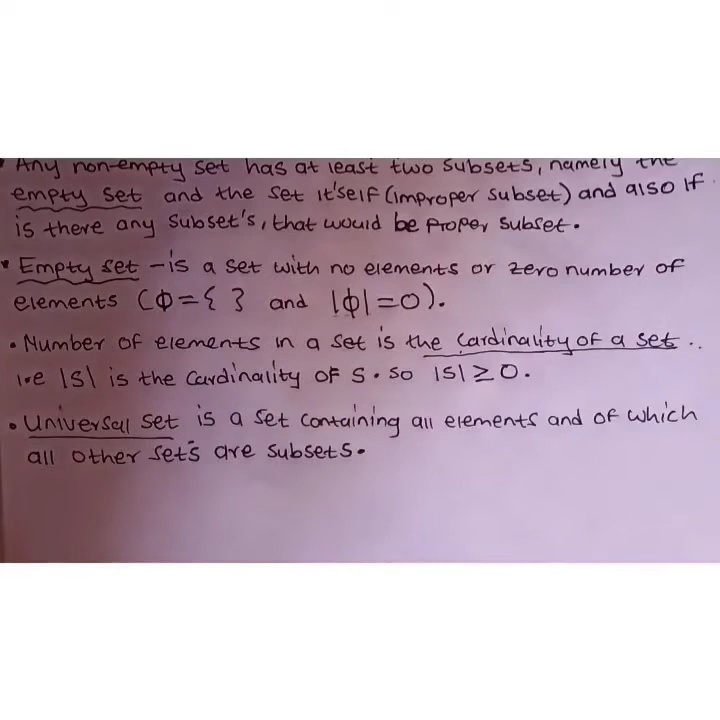 • Any non-empty set has at least two subsets, namely the
empty set and the set it'self (improper subset) and also if
is there any subset's, that would be proper subset.
* Empty set - is a set with no elements or zero number of
elements (Φ={ } and |Φ|=0).
• Number of elements in a set is the cardinality of a set..
i.e |S| is the cardinality of S. so |S|≥0.
• Universal set is a set containing all elements and of which
all other sets are subsets.